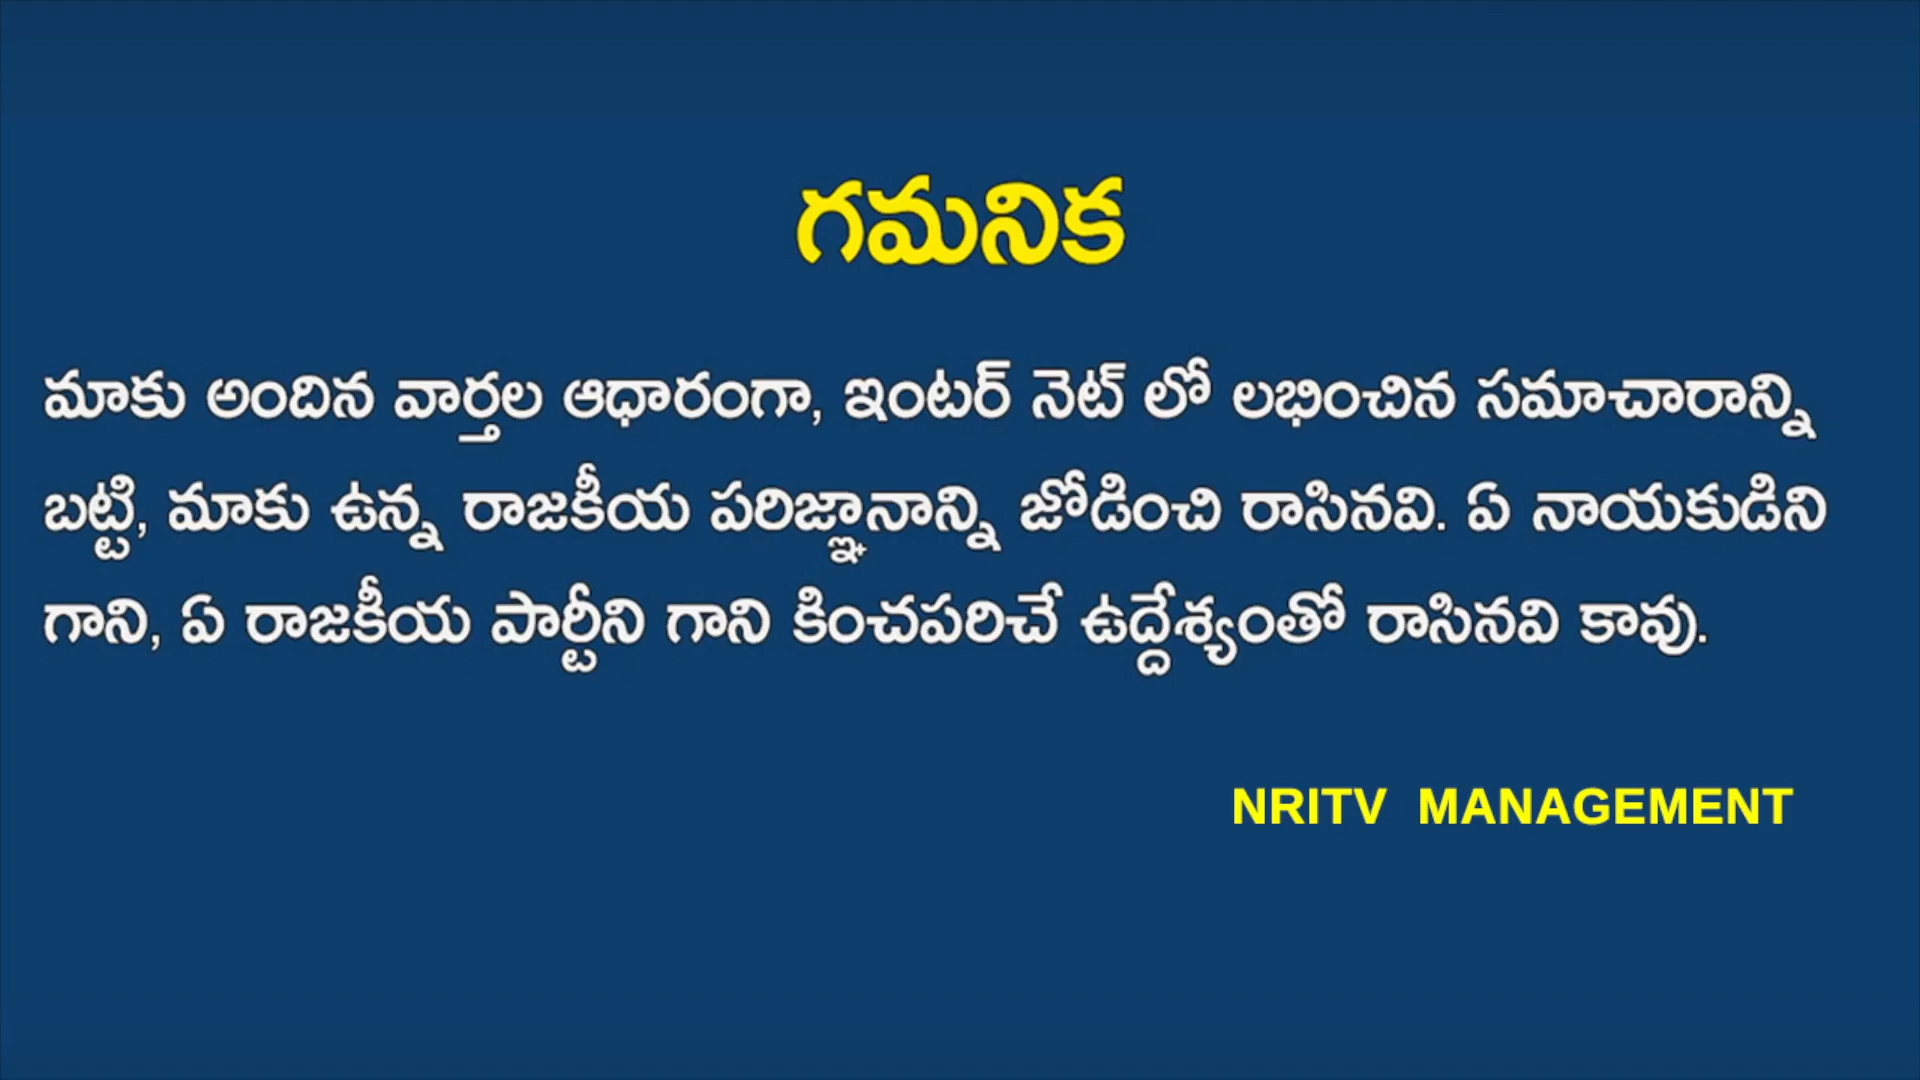 గమనిక
మాకు అందిన వార్తల ఆధారంగా, ఇంటర్ నెట్ లో లభించిన సమాచారాన్ని
బట్టి, మాకు ఉన్న రాజకీయ పరిజ్ఞానాన్ని జోడించి రాసినవి. ఏ నాయకుడిని
గాని, ఏ రాజకీయ పార్టీని గాని కించపరిచే ఉద్దేశ్యంతో రాసినవి కావు.
NRITV MANAGEMENT